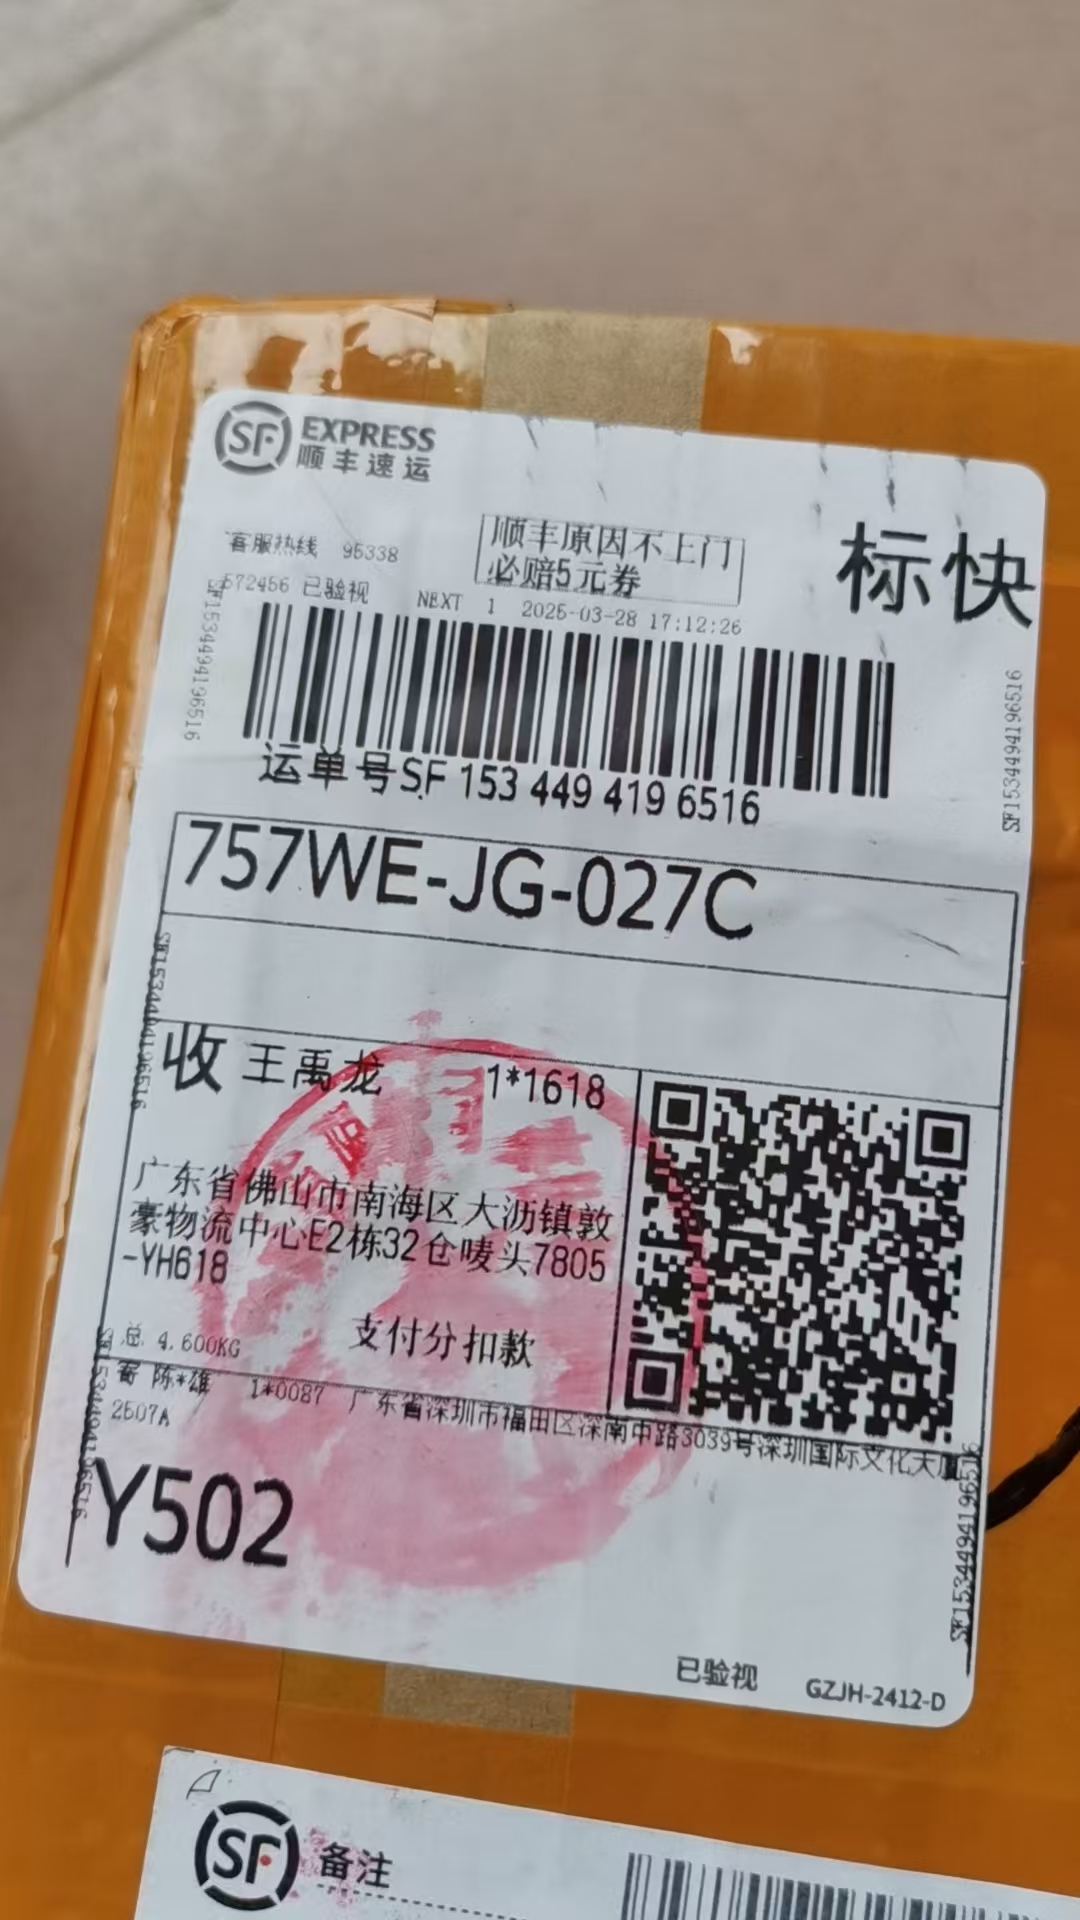 SF EXPRESS
顺丰速运
客服热线 95338
顺丰原因不上门
必赔5元券
标快
572456 已验视
NEXT 1 2025-03-28 17:12:26
SF1534494196516
SF1534494196516
运单号SF 153 449 419 6516
757WE-JG-027C
SF1534494196516
收 王禹龙 1*1618
广东省佛山市南海区大沥镇敦
豪物流中心E2栋32仓唛头7805
-YH618
总 4.600KG
支付分扣款
寄 陈*雄 1*0087 广东省深圳市福田区深南中路3039号深圳国际文化大厦
2507A
SF1534494196516
SF1534494196516
Y502
已验视
GZJH-2412-D
SF 备注